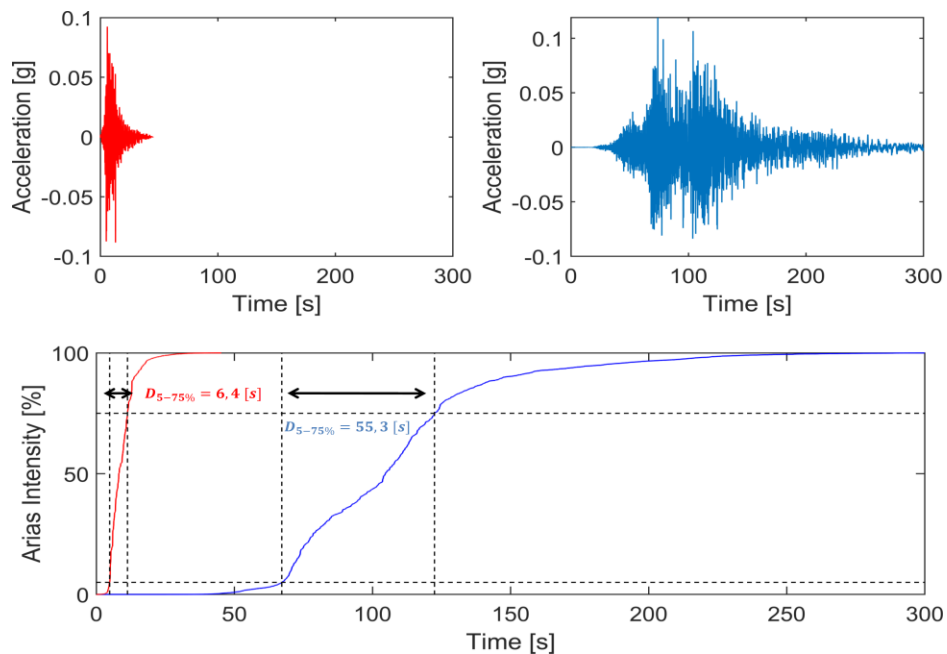 0.1
0.05
0
-0.05
-0.1
Acceleration [g]
0 100 200 300
Time [s]
0.1
0.05
0
-0.05
-0.1
Acceleration [g]
0 100 200 300
Time [s]
100
50
0
Arias Intensity [%]
D5−75% = 6,4 [s]
D5−75% = 55,3 [s]
0 50 100 150 200 250 300
Time [s]